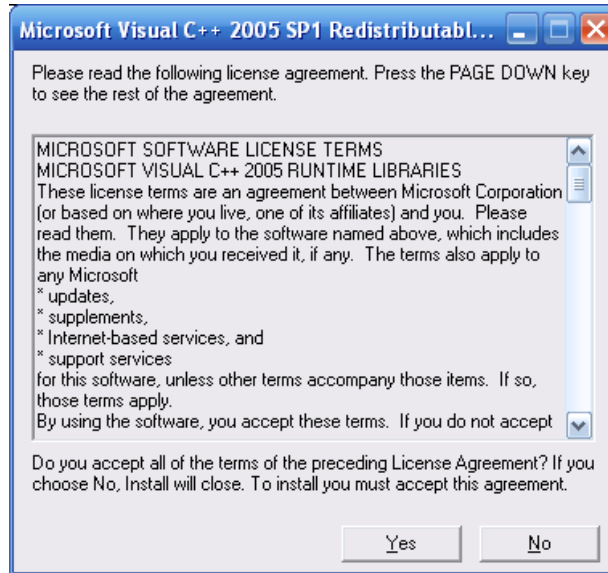 Microsoft Visual C++ 2005 SP1 Redistributabl...
Please read the following license agreement. Press the PAGE DOWN key
to see the rest of the agreement.
MICROSOFT SOFTWARE LICENSE TERMS
MICROSOFT VISUAL C++ 2005 RUNTIME LIBRARIES
These license terms are an agreement between Microsoft Corporation
(or based on where you live, one of its affiliates) and you.  Please
read them.  They apply to the software named above, which includes
the media on which you received it, if any.  The terms also apply to
any Microsoft
* updates,
* supplements,
* Internet-based services, and
* support services
for this software, unless other terms accompany those items.  If so,
those terms apply.
By using the software, you accept these terms.  If you do not accept
Do you accept all of the terms of the preceding License Agreement? If you
choose No, Install will close. To install you must accept this agreement.
Yes
No